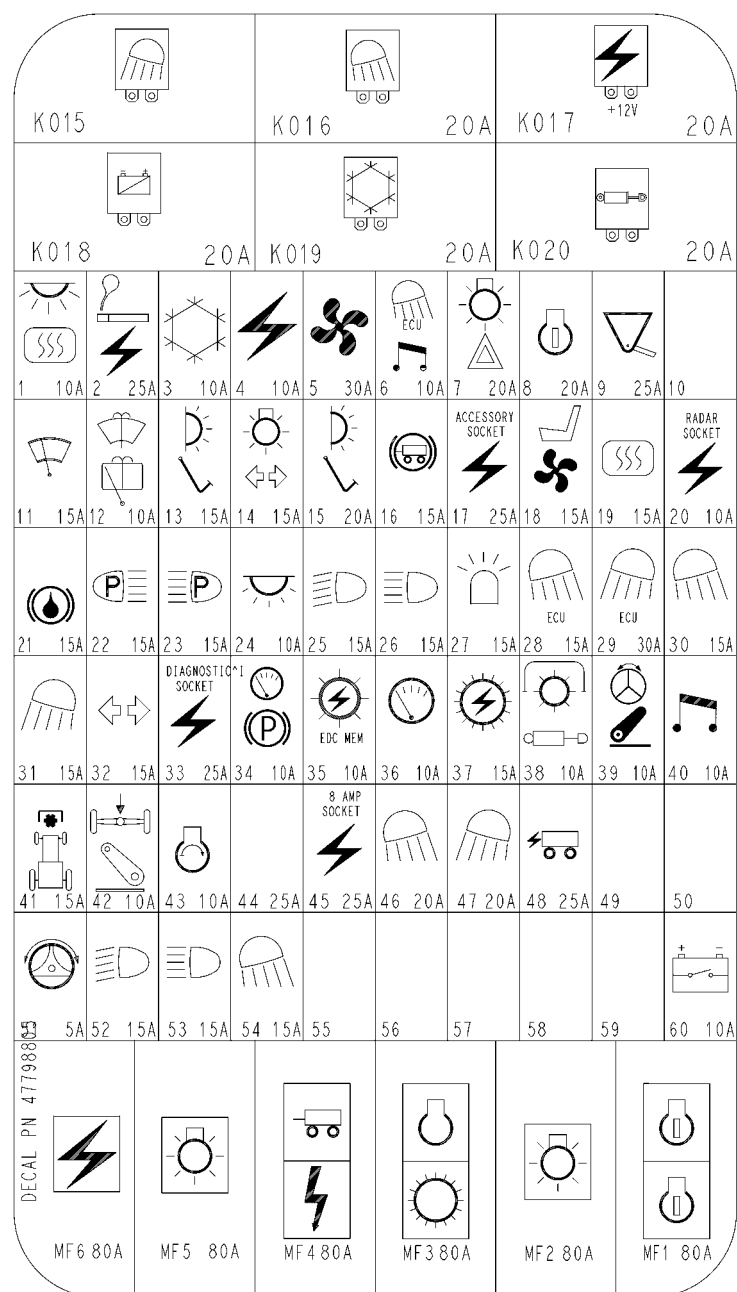 K015
K016 20A
+12V
K017 20A
K018 20A
K019 20A
K020 20A
ECU
1 10A 2 25A 3 10A 4 10A 5 30A 6 10A 7 20A 8 20A 9 25A 10
ACCESSORY SOCKET
RADAR SOCKET
11 15A 12 10A 13 15A 14 15A 15 20A 16 15A 17 25A 18 15A 19 15A 20 10A
P P
ECU ECU
21 15A 22 15A 23 15A 24 10A 25 15A 26 15A 27 15A 28 15A 29 30A 30 15A
DIAGNOSTIC^I SOCKET
P
EDC MEM
31 15A 32 15A 33 25A 34 10A 35 10A 36 10A 37 15A 38 10A 39 10A 40 10A
8 AMP SOCKET
41 15A 42 10A 43 10A 44 25A 45 25A 46 20A 47 20A 48 25A 49 50
+ -
5A 52 15A 53 15A 54 15A 55 56 57 58 59 60 10A
DECAL PN
MF6 80A MF5 80A MF4 80A MF3 80A MF2 80A MF1 80A